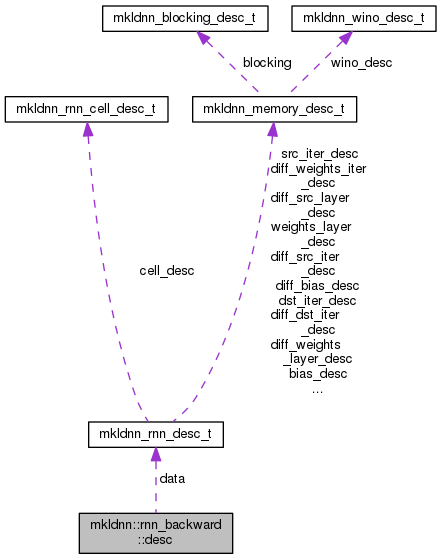 mkldnn_blocking_desc_t
mkldnn_wino_desc_t
blocking
wino_desc
mkldnn_rnn_cell_desc_t
mkldnn_memory_desc_t
src_iter_desc
diff_weights_iter
_desc
diff_src_layer
_desc
weights_layer
_desc
diff_src_iter
_desc
diff_bias_desc
dst_iter_desc
diff_dst_iter
_desc
diff_weights
_layer_desc
bias_desc
...
cell_desc
mkldnn_rnn_desc_t
data
mkldnn::rnn_backward
::desc